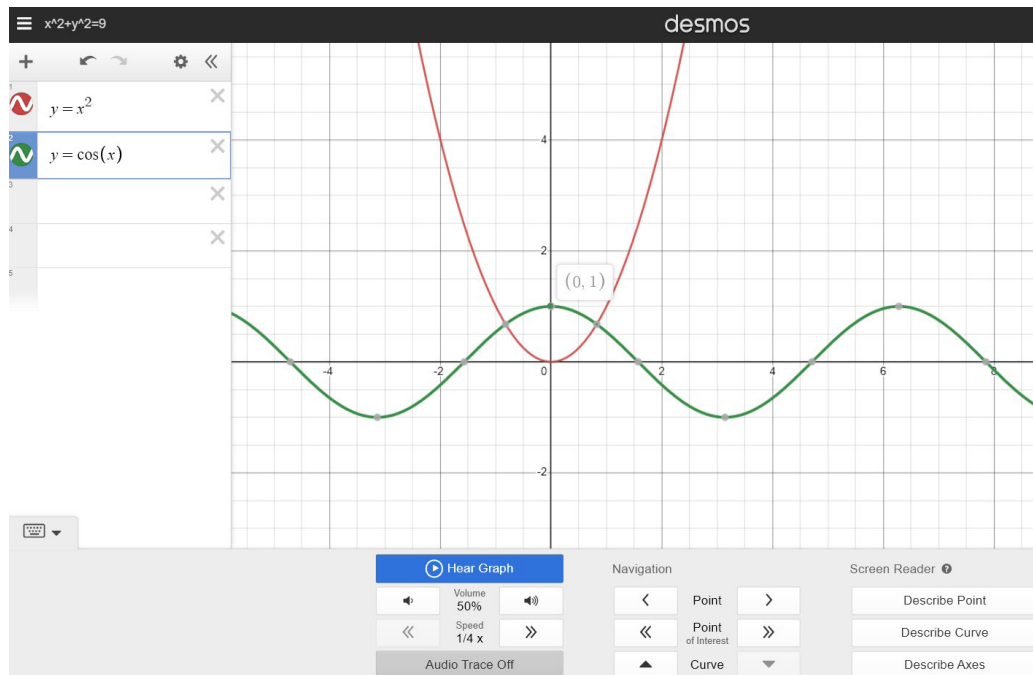 x^2+y^2=9
desmos
1
y = x²
2
y = cos(x)
3
4
5
4
2
-4
-2
0
2
4
6
8
-2
(0, 1)
Hear Graph
Volume
50%
Speed
1/4 x
Audio Trace Off
Navigation
Point
Point
of Interest
Curve
Screen Reader
Describe Point
Describe Curve
Describe Axes